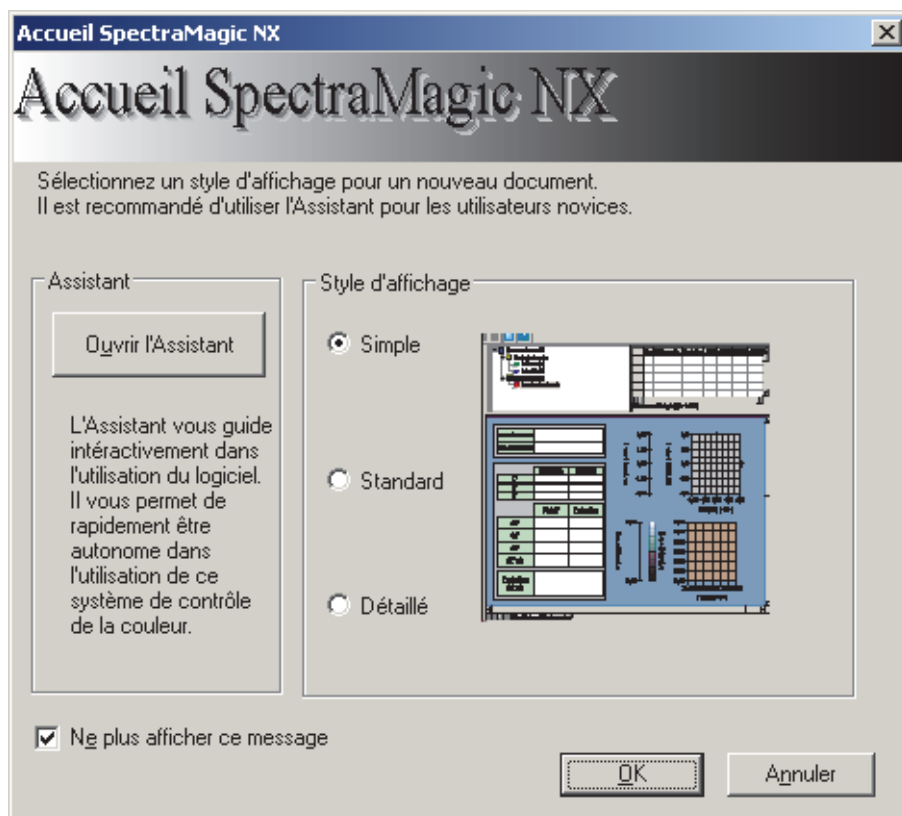 Accueil SpectraMagic NX
Accueil SpectraMagic NX
Sélectionnez un style d'affichage pour un nouveau document.
Il est recommandé d'utiliser l'Assistant pour les utilisateurs novices.
Assistant
Ouvrir l'Assistant
L'Assistant vous guide
intéractivement dans
l'utilisation du logiciel.
Il vous permet de
rapidement être
autonome dans
l'utilisation de ce
système de contrôle
de la couleur.
Style d'affichage
Simple
Standard
Détaillé
Ne plus afficher ce message
OK
Annuler